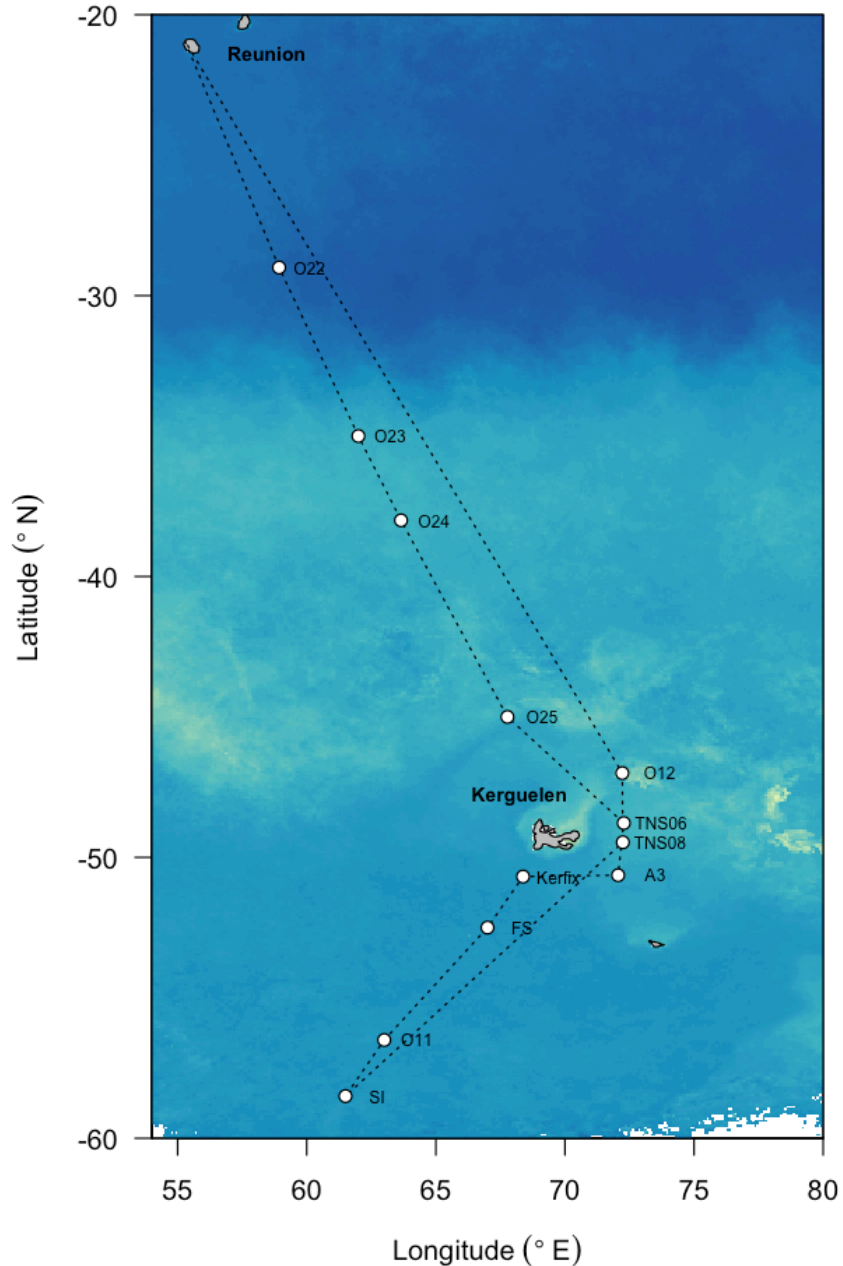 -20
Reunion
O22
-30
O23
O24
Latitude (° N)
-40
O25
O12
Kerguelen
TNS06
TNS08
-50
Kerfix
A3
FS
O11
SI
-60
55 60 65 70 75 80
Longitude (° E)